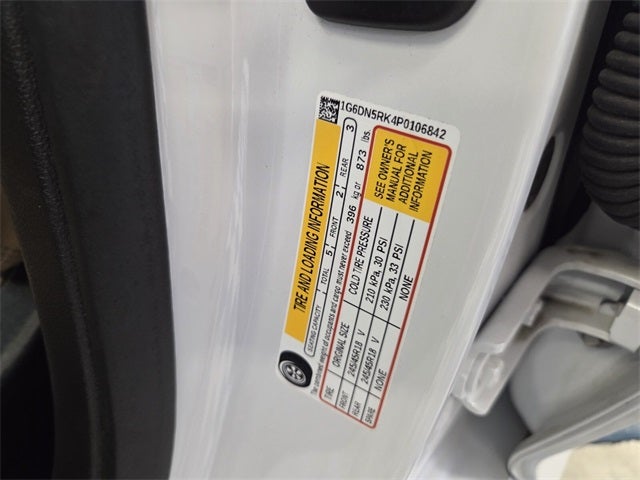 1G6DN5RK4P0106842
TIRE AND LOADING INFORMATION
SEATING CAPACITY TOTAL 5 FRONT 2 REAR 3
The combined weight of occupants and cargo must never exceed 396 kg or 873 lbs.
TIRE ORIGINAL SIZE COLD TIRE PRESSURE
FRONT 245/45R18 V 210 kPa, 30 PSI
REAR 245/45R18 V 230 kPa, 33 PSI
SPARE NONE NONE
SEE OWNER'S
MANUAL FOR
ADDITIONAL
INFORMATION